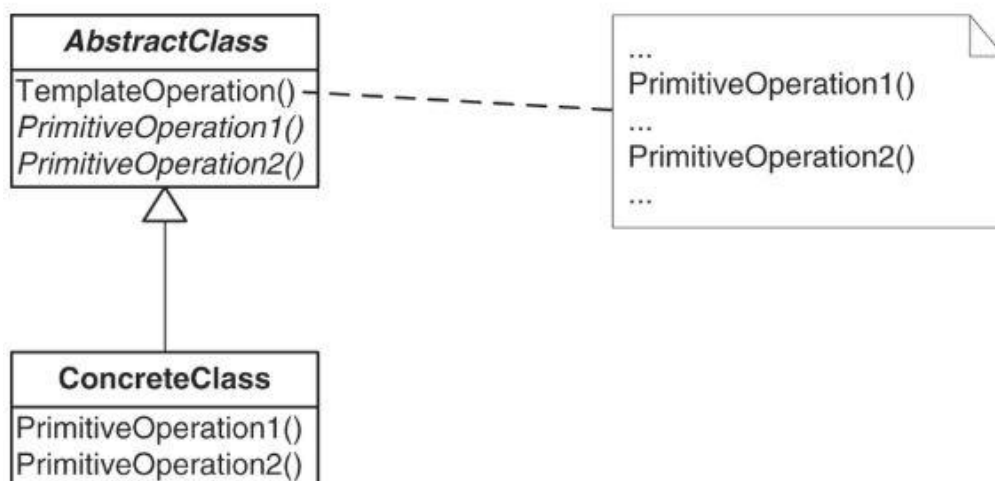 AbstractClass
TemplateOperation()
PrimitiveOperation1()
PrimitiveOperation2()
...
PrimitiveOperation1()
...
PrimitiveOperation2()
...
ConcreteClass
PrimitiveOperation1()
PrimitiveOperation2()